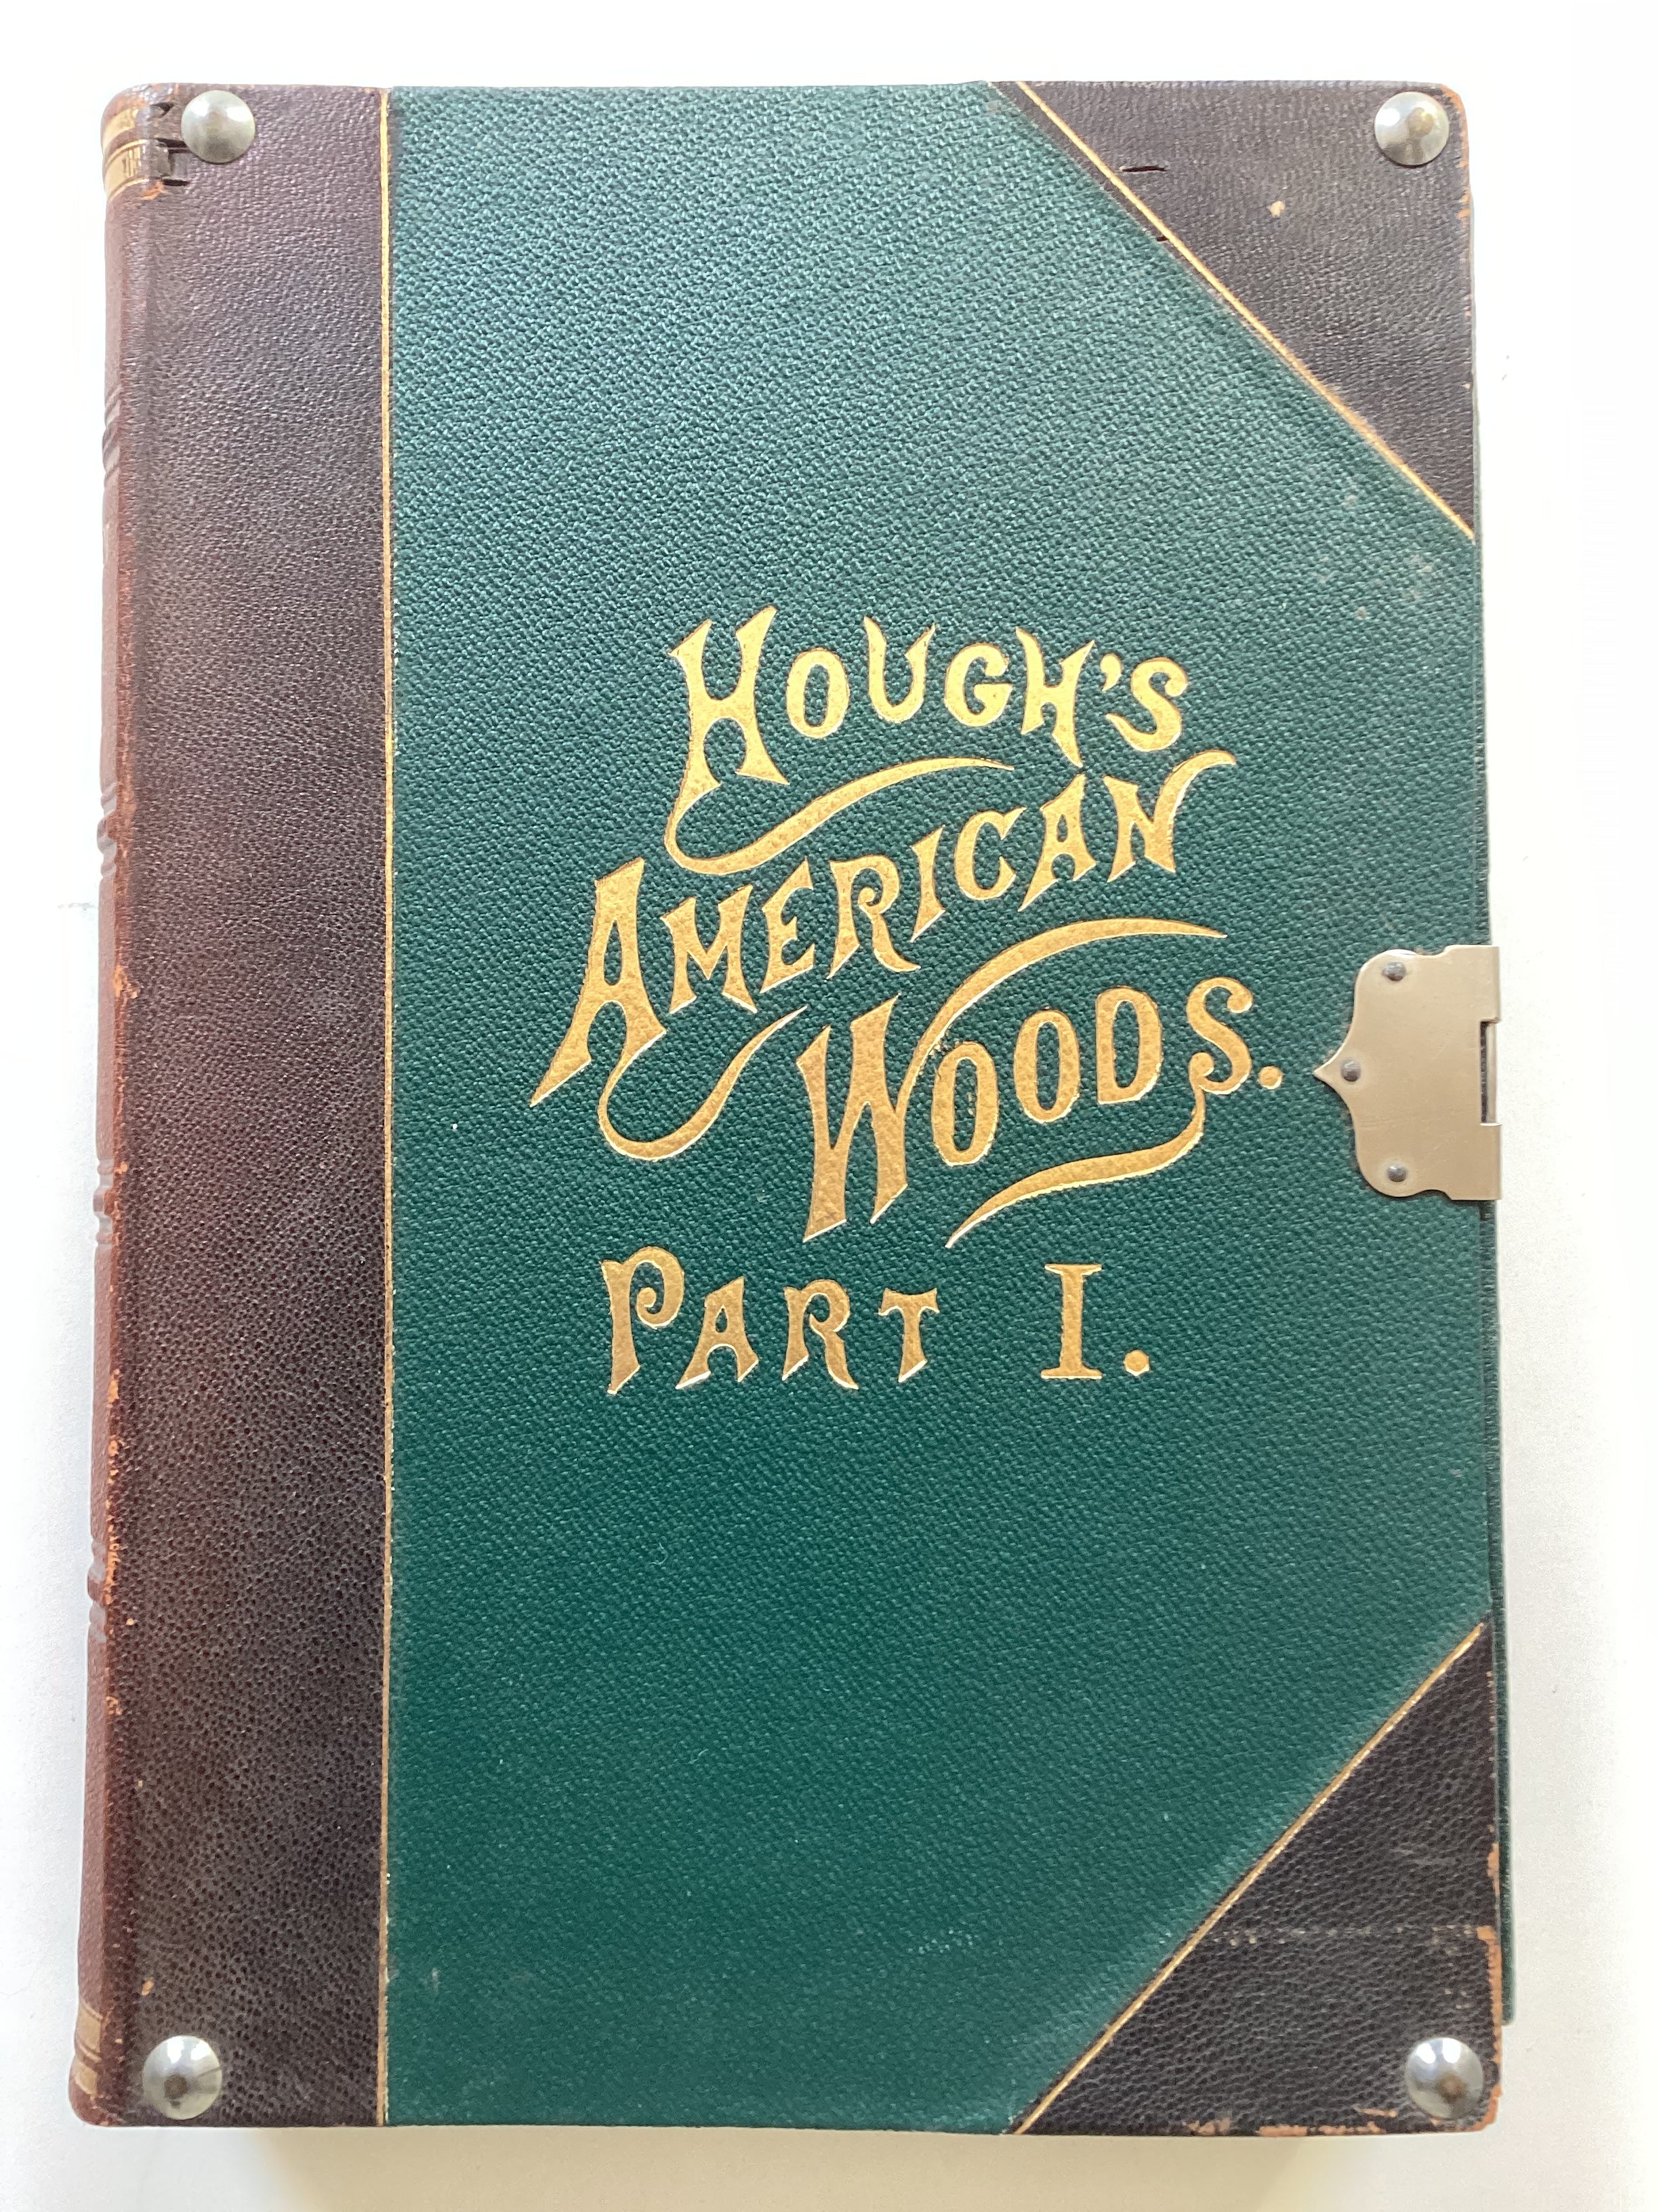 HOUGH'S
AMERICAN
WOODS.
PART I.